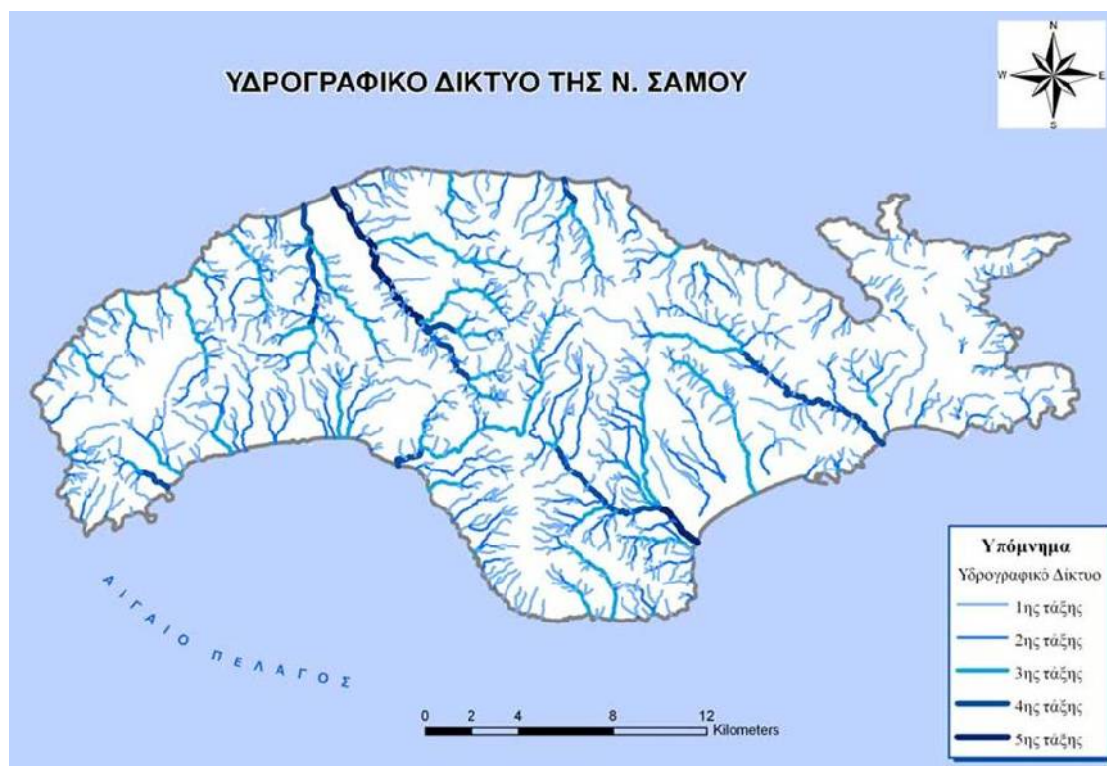 ΥΔΡΟΓΡΑΦΙΚΟ ΔΙΚΤΥΟ ΤΗΣ Ν. ΣΑΜΟΥ
N
W E
S
ΑΙΓΑΙΟ ΠΕΛΑΓΟΣ
Υπόμνημα
Υδρογραφικό Δίκτυο
1ης τάξης
2ης τάξης
3ης τάξης
4ης τάξης
5ης τάξης
0 2 4 8 12
Kilometers